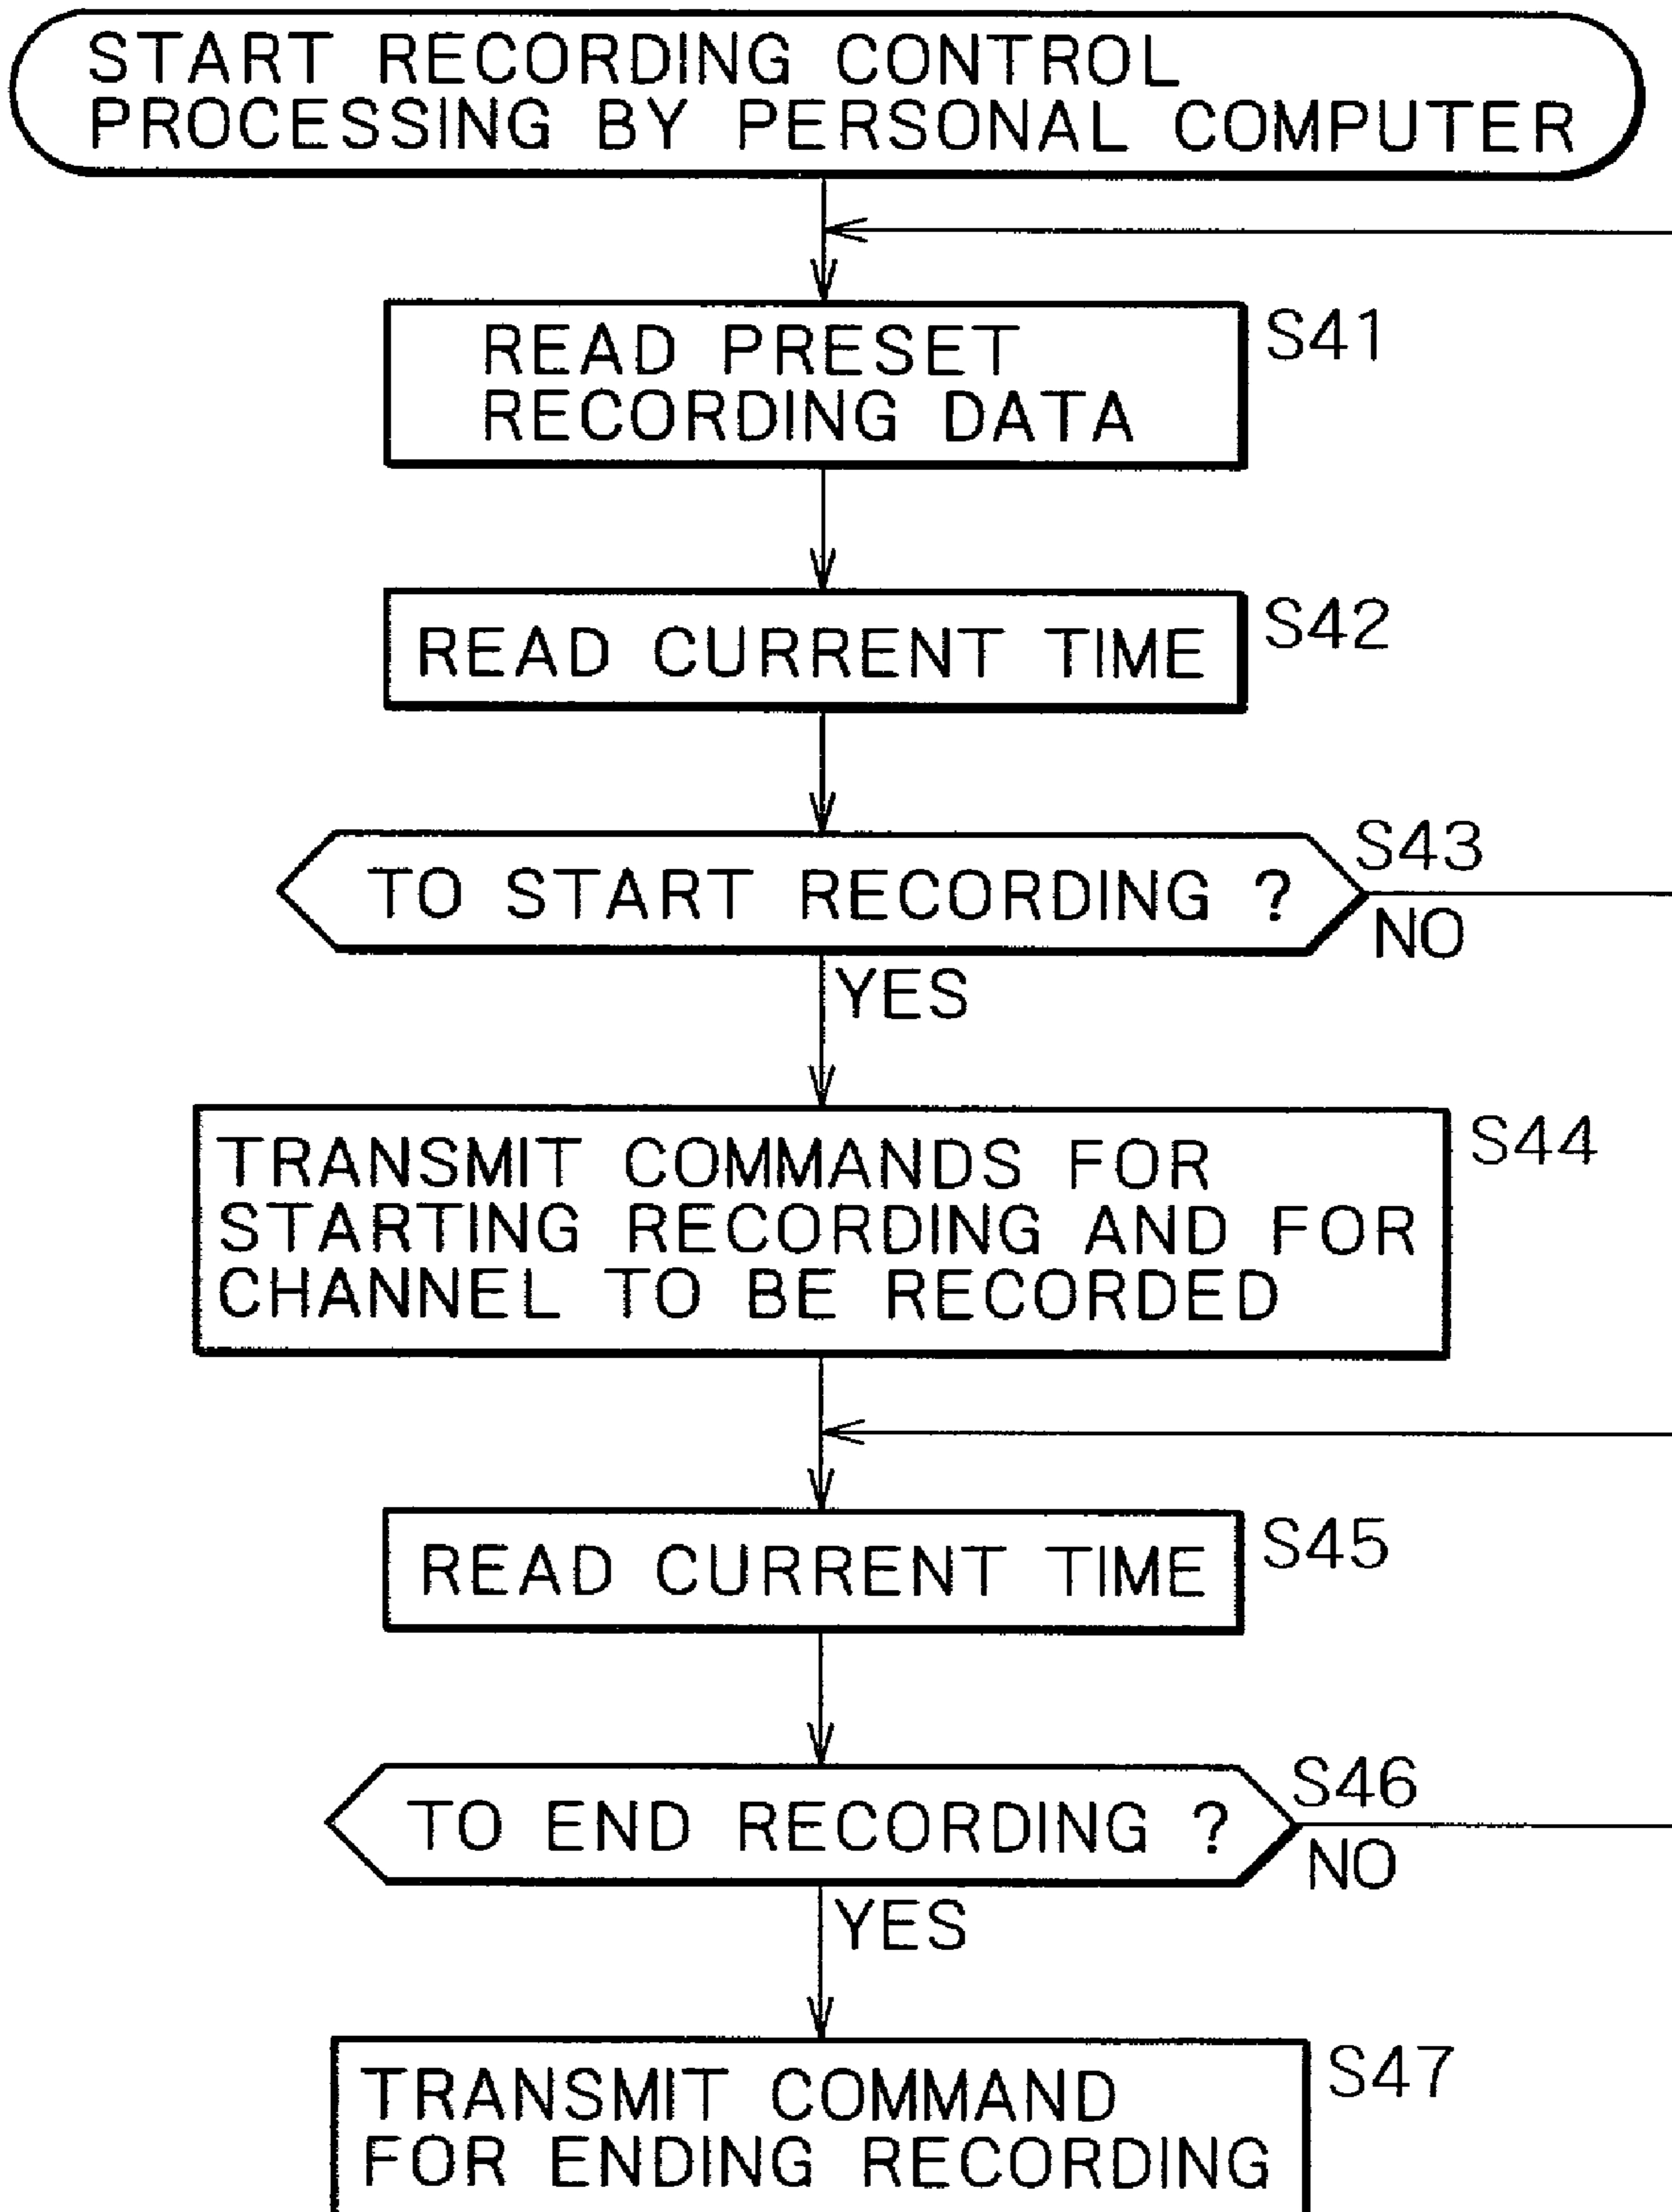 START RECORDING CONTROL
PROCESSING BY PERSONAL COMPUTER
READ PRESET
RECORDING DATA
S41
READ CURRENT TIME
S42
TO START RECORDING ?
S43
NO
YES
TRANSMIT COMMANDS FOR
STARTING RECORDING AND FOR
CHANNEL TO BE RECORDED
S44
READ CURRENT TIME
S45
TO END RECORDING ?
S46
NO
YES
TRANSMIT COMMAND
FOR ENDING RECORDING
S47